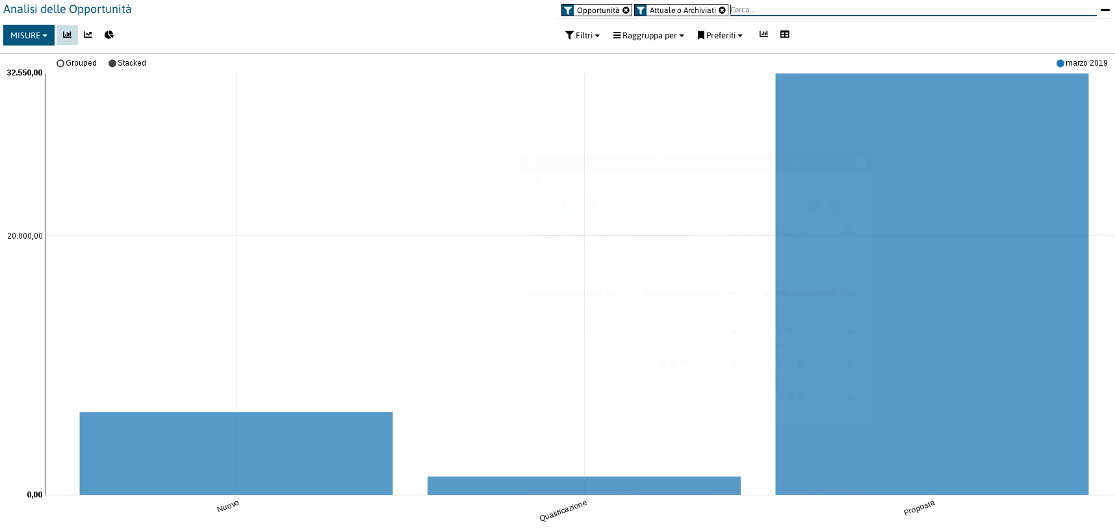 Analisi delle Opportunità
Opportunità Attuale o Archiviati Cerca...
MISURE Filtri Raggruppa per Preferiti
Grouped Stacked marzo 2019
32.550,00
20.000,00
0,00
Nuovo Qualificazione Proposta